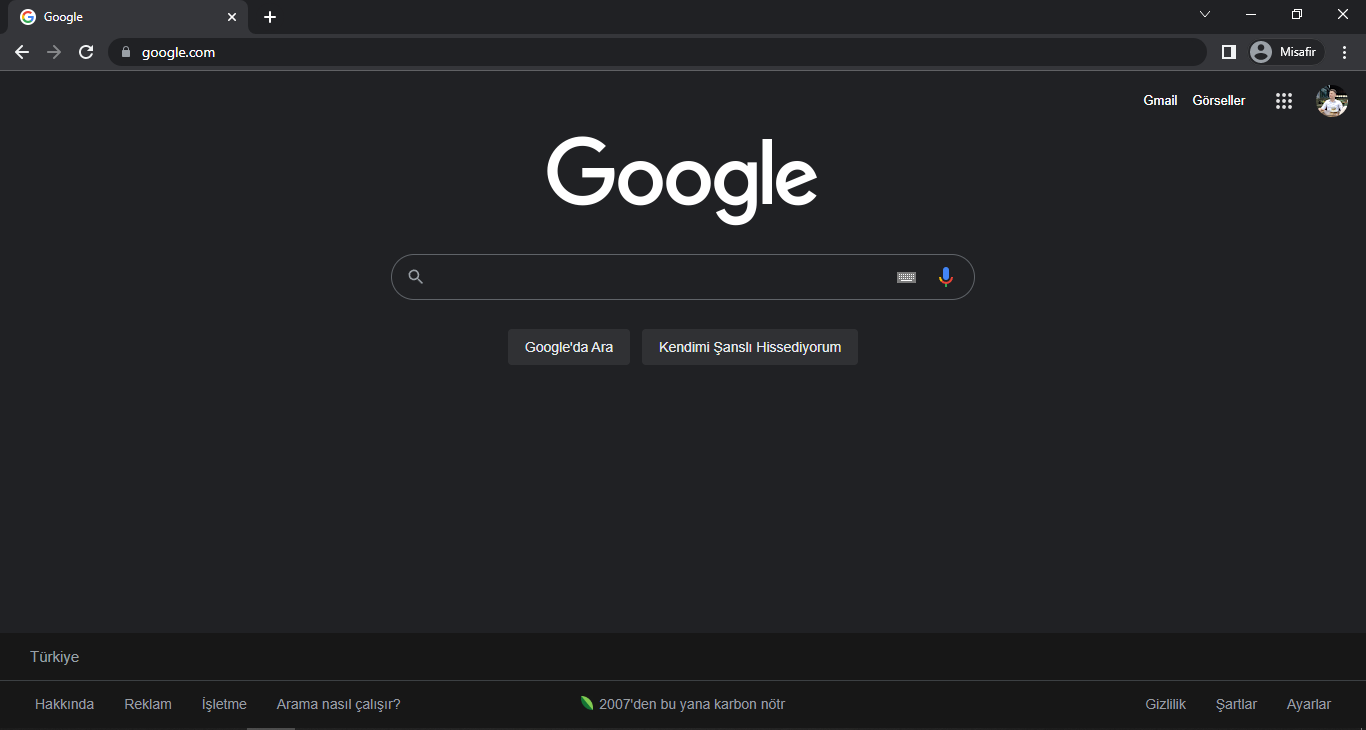 Google
google.com
Misafir
Gmail Görseller
Google
Google'da Ara Kendimi Şanslı Hissediyorum
Türkiye
Hakkında Reklam İşletme Arama nasıl çalışır? 2007'den bu yana karbon nötr Gizlilik Şartlar Ayarlar